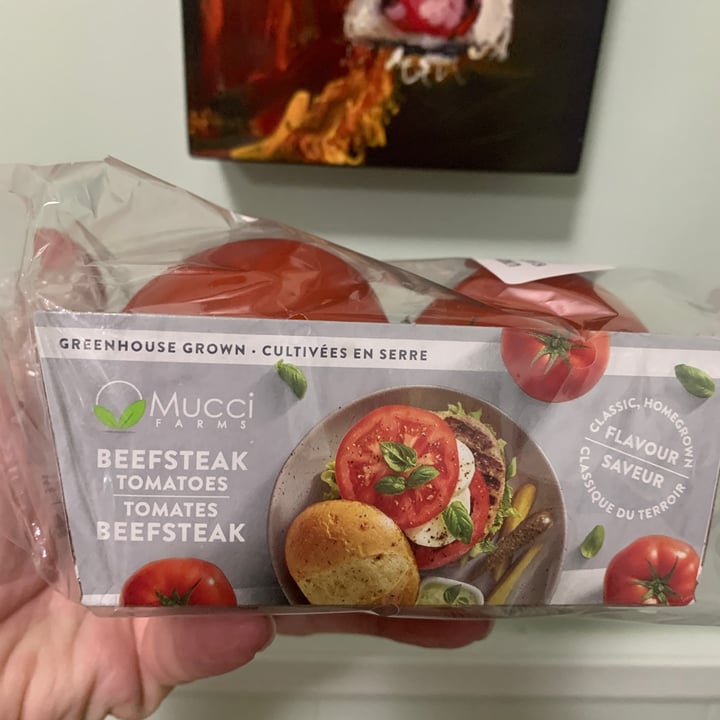 GREENHOUSE GROWN · CULTIVÉES EN SERRE
Mucci
FARMS
BEEFSTEAK
TOMATOES
TOMATES
BEEFSTEAK
CLASSIC, HOMEGROWN
FLAVOUR
SAVEUR
CLASSIQUE DU TERROIR